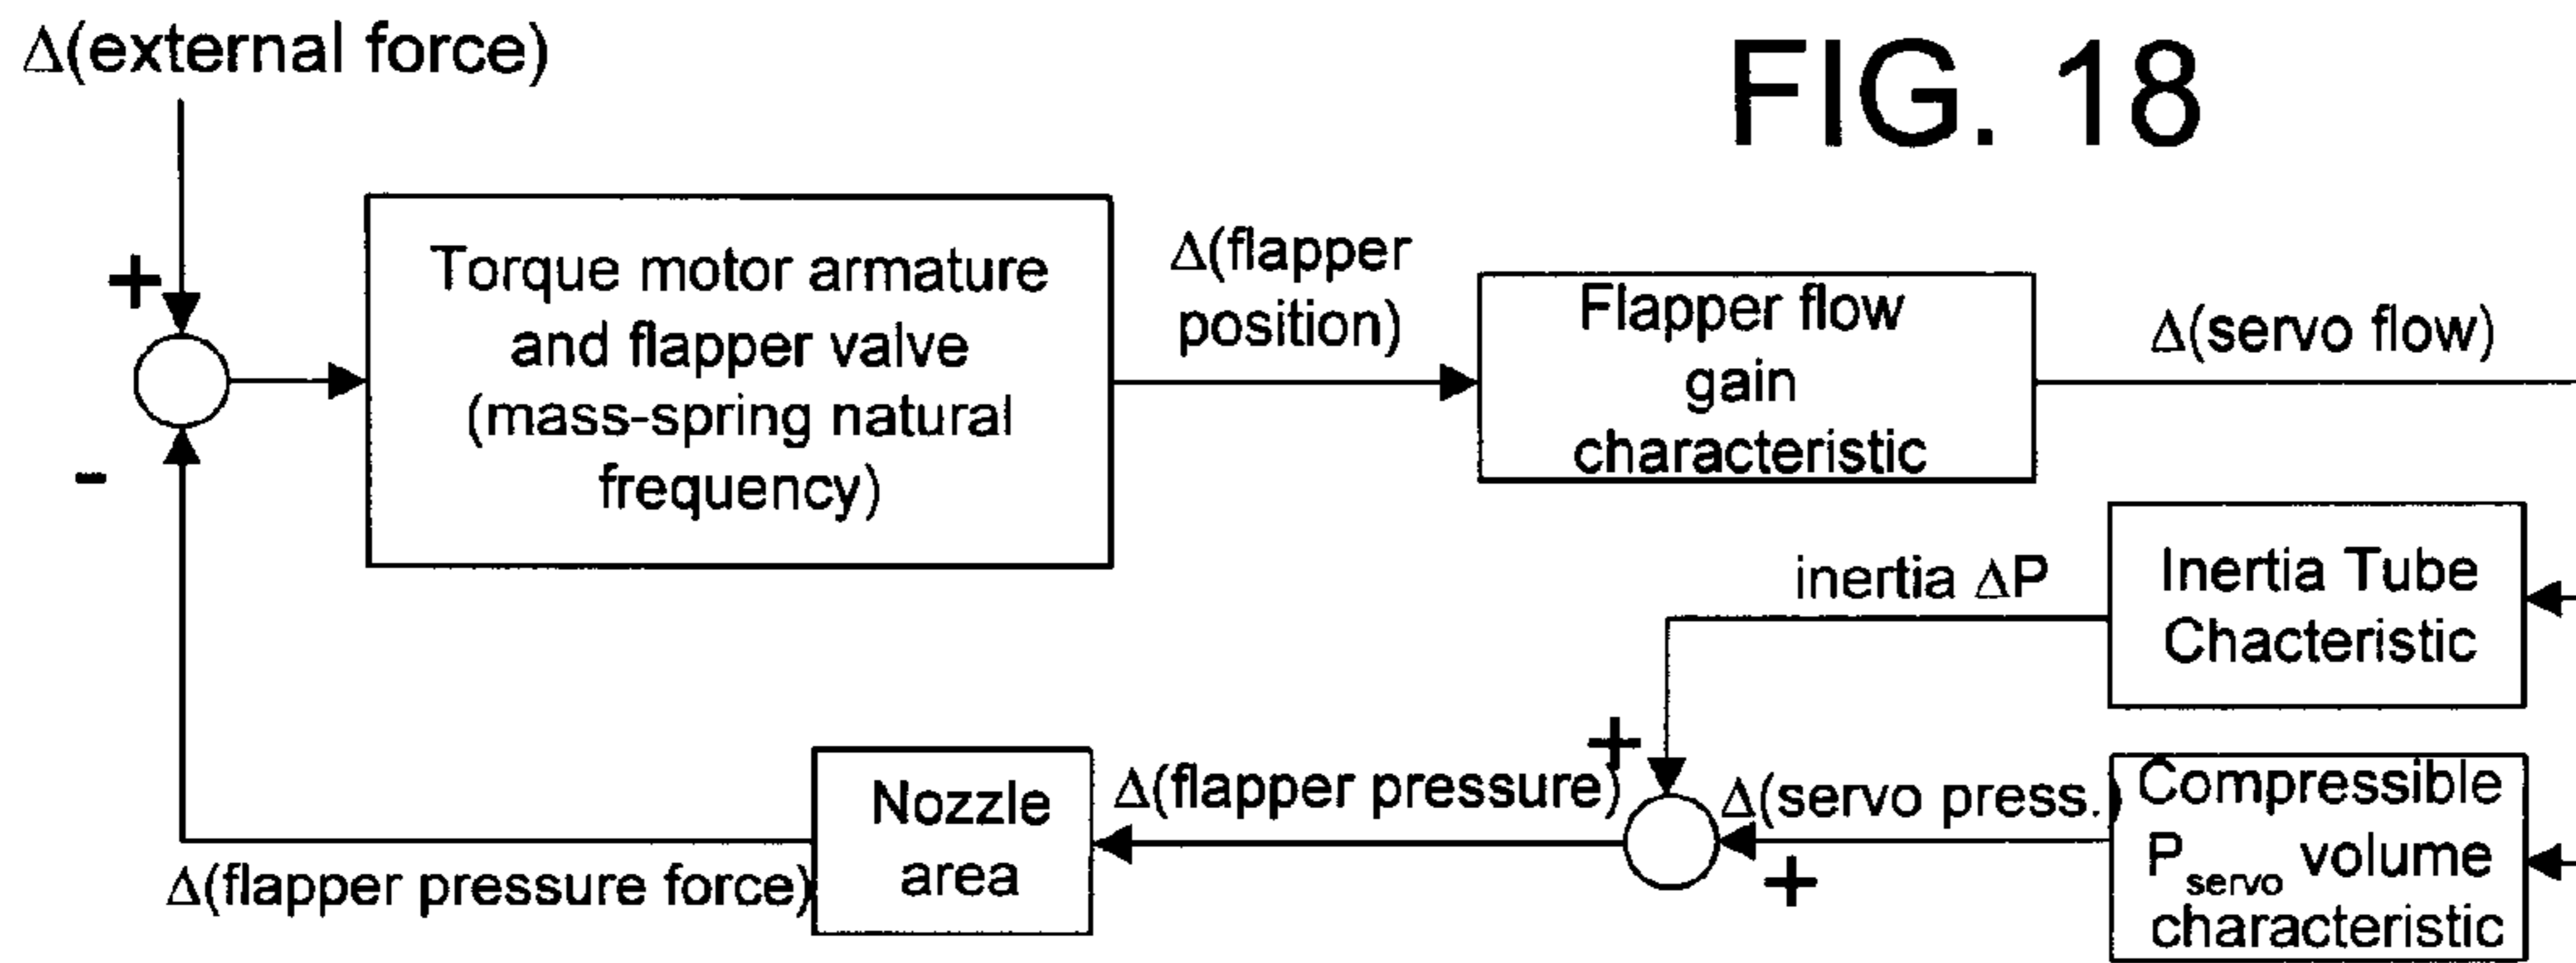 Δ(external force)
FIG. 18
+
-
Torque motor armature
and flapper valve
(mass-spring natural
frequency)
Δ(flapper
position)
Flapper flow
gain
characteristic
Δ(servo flow)
inertia ΔP
Inertia Tube
Chacteristic
+
Δ(servo press.)
+
Compressible
Pservo volume
characteristic
Δ(flapper pressure)
Nozzle
area
Δ(flapper pressure force)